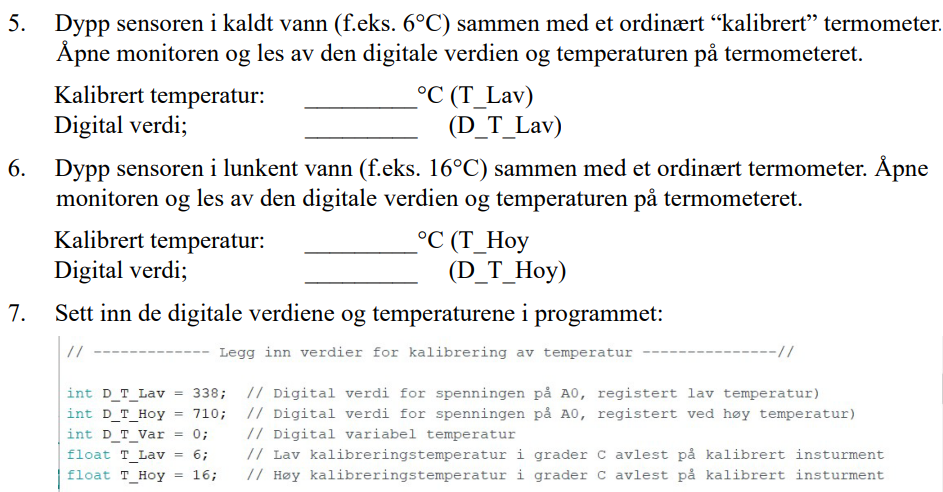 5. Dypp sensoren i kaldt vann (f.eks. 6°C) sammen med et ordinært “kalibrert” termometer.
Åpne monitoren og les av den digitale verdien og temperaturen på termometeret.
Kalibrert temperatur: __________°C (T_Lav)
Digital verdi; __________ (D_T_Lav)
6. Dypp sensoren i lunkent vann (f.eks. 16°C) sammen med et ordinært termometer. Åpne
monitoren og les av den digitale verdien og temperaturen på termometeret.
Kalibrert temperatur: __________°C (T_Hoy
Digital verdi; __________ (D_T_Hoy)
7. Sett inn de digitale verdiene og temperaturene i programmet:
// ------------- Legg inn verdier for kalibrering av temperatur ---------------//
int D_T_Lav = 338; // Digital verdi for spenningen på A0, registert lav temperatur)
int D_T_Hoy = 710; // Digital verdi for spenningen på A0, registert ved høy temperatur)
int D_T_Var = 0; // Digital variabel temperatur
float T_Lav = 6; // Lav kalibreringstemperatur i grader C avlest på kalibrert insturment
float T_Hoy = 16; // Høy kalibreringstemperatur i grader C avlest på kalibrert insturment